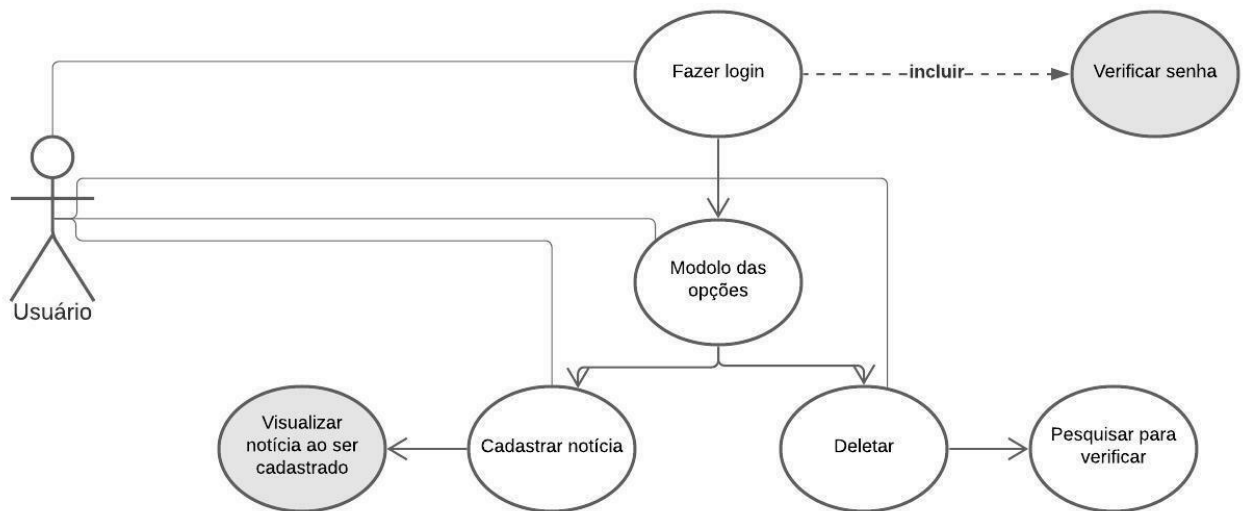 Fazer login
incluir
Verificar senha
Usuário
Modolo das
opções
Visualizar
notícia ao ser
cadastrado
Cadastrar notícia
Deletar
Pesquisar para
verificar